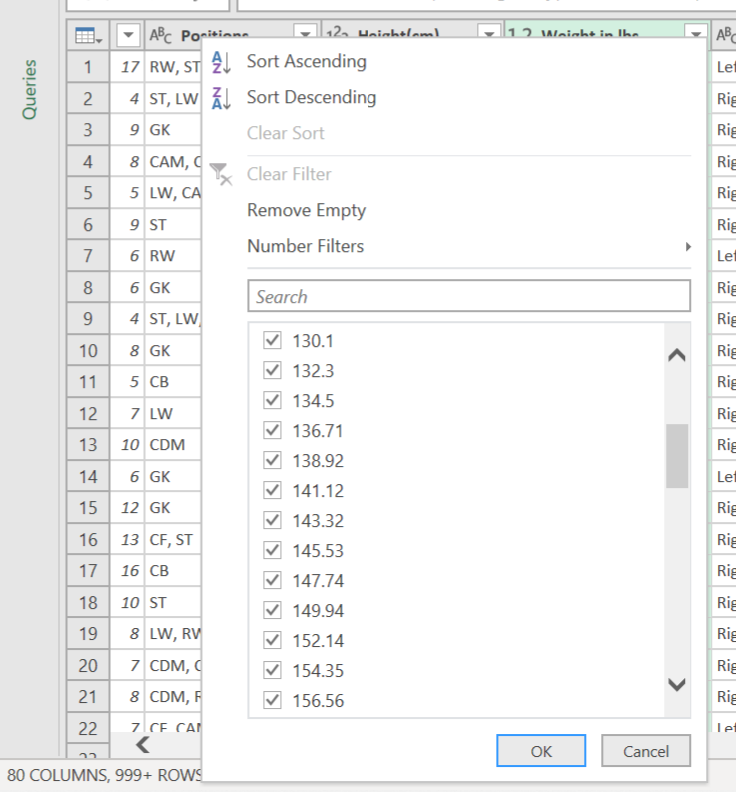 Queries
ABC Positions 123 Height(cm) 1.2 Weight in lbs ABC
1 17 RW, ST Lef
2 4 ST, LW Rig
3 9 GK Rig
4 8 CAM, C Rig
5 5 LW, CA Rig
6 9 ST Rig
7 6 RW Lef
8 6 GK Rig
9 4 ST, LW, Rig
10 8 GK Rig
11 5 CB Rig
12 7 LW Rig
13 10 CDM Rig
14 6 GK Lef
15 12 GK Rig
16 13 CF, ST Rig
17 16 CB Rig
18 10 ST Rig
19 8 LW, RW Rig
20 7 CDM, C Rig
21 8 CDM, R Rig
22 7 CF, CAM Lef
23
Sort Ascending
Sort Descending
Clear Sort
Clear Filter
Remove Empty
Number Filters
Search
130.1
132.3
134.5
136.71
138.92
141.12
143.32
145.53
147.74
149.94
152.14
154.35
156.56
OK Cancel
80 COLUMNS, 999+ ROWS